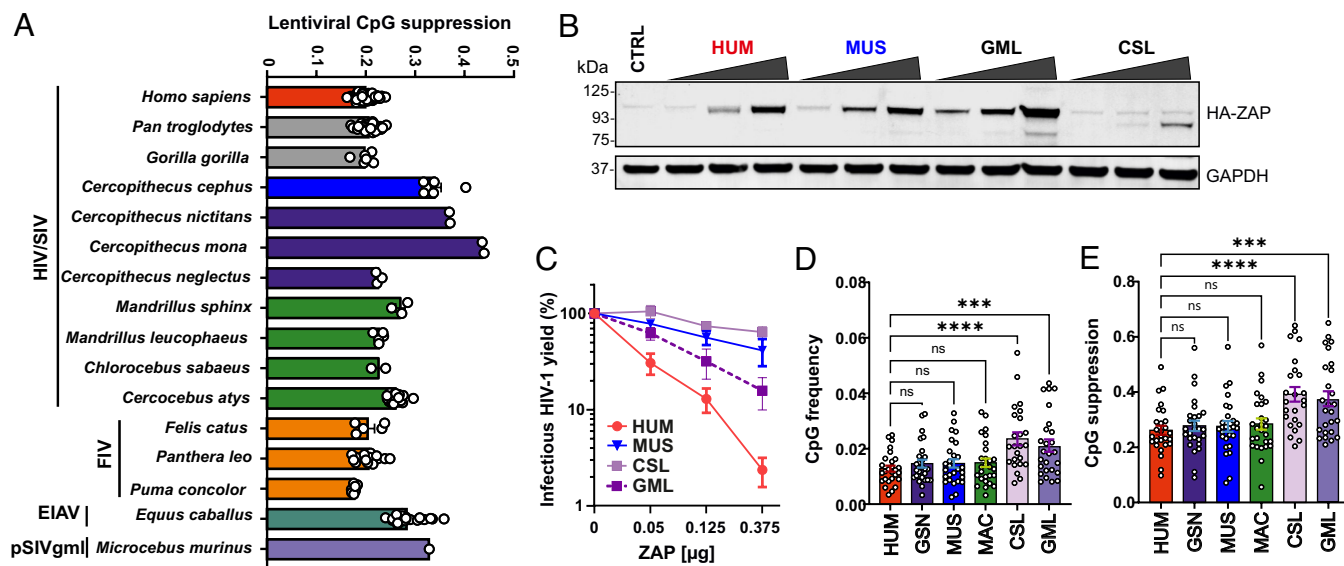 A
Lentiviral CpG suppression
0 0.1 0.2 0.3 0.4 0.5
HIV/SIV
Homo sapiens
Pan troglodytes
Gorilla gorilla
Cercopithecus cephus
Cercopithecus nictitans
Cercopithecus mona
Cercopithecus neglectus
Mandrillus sphinx
Mandrillus leucophaeus
Chlorocebus sabaeus
Cercocebus atys
FIV
Felis catus
Panthera leo
Puma concolor
EIAV
Equus caballus
pSIVgml
Microcebus murinus
B
CTRL HUM MUS GML CSL
kDa
125-
93-
75-
HA-ZAP
37-
GAPDH
C
Infectious HIV-1 yield (%)
100
10
1
HUM
MUS
CSL
GML
0 0.05 0.125 0.375
ZAP [µg]
D
CpG frequency
0.08
0.06
0.04
0.02
0.00
***
****
ns
ns
ns
HUM GSN MUS MAC CSL GML
E
CpG suppression
0.8
0.6
0.4
0.2
0.0
***
****
ns
ns
ns
HUM GSN MUS MAC CSL GML